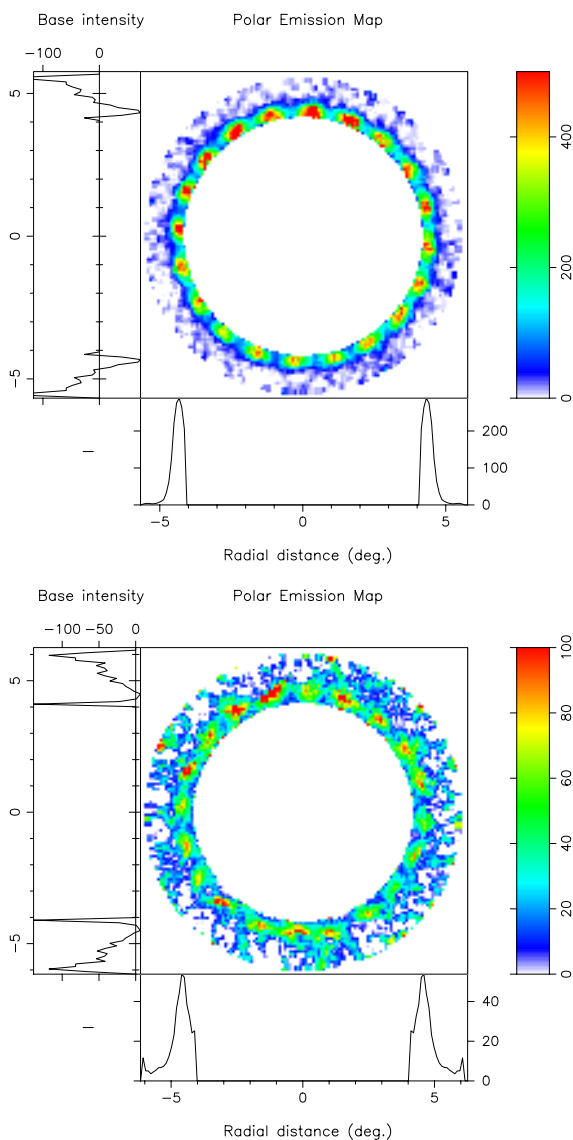 Base intensity
Polar Emission Map
−100 0
5
0
−5
400
200
0
200
100
0
−5 0 5
Radial distance (deg.)
Base intensity
Polar Emission Map
−100 −50 0
5
0
−5
100
80
60
40
20
0
40
20
0
−5 0 5
Radial distance (deg.)